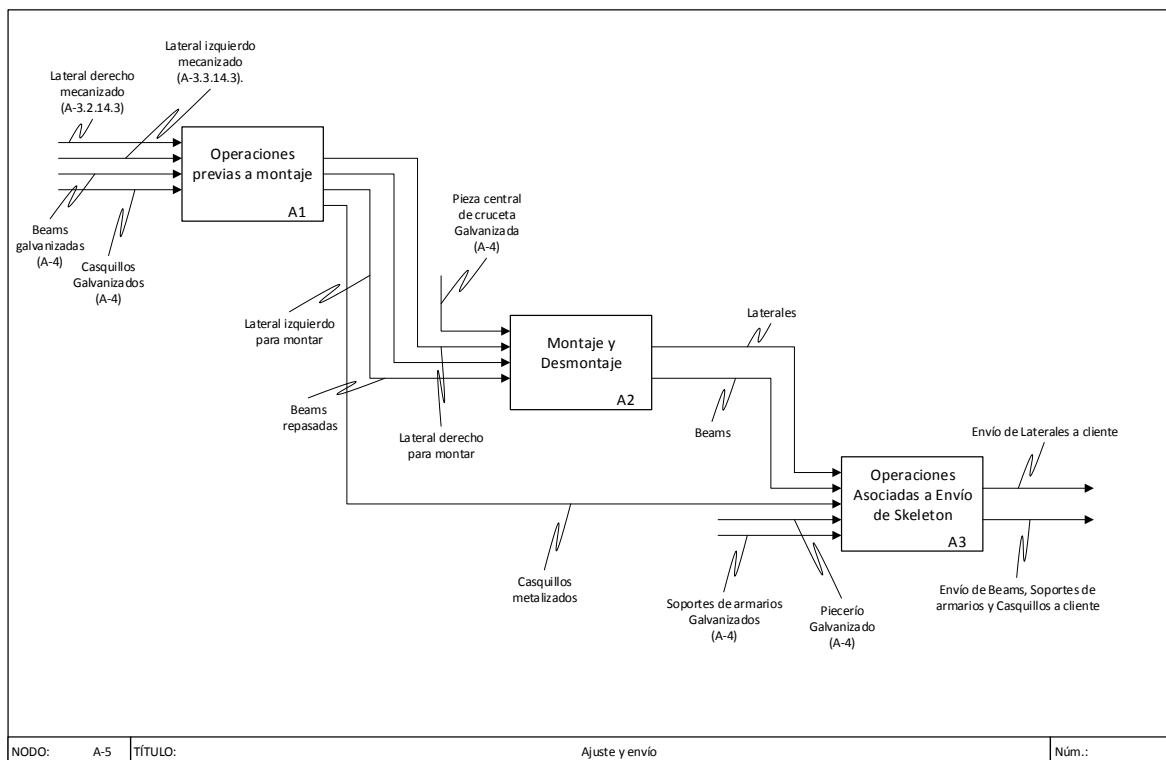 Lateral izquierdo
mecanizado
(A-3.3.14.3).
Lateral derecho
mecanizado
(A-3.2.14.3)
Operaciones
previas a montaje
A1
Beams
galvanizadas
(A-4)
Casquillos
Galvanizados
(A-4)
Pieza central
de cruceta
Galvanizada
(A-4)
Lateral izquierdo
para montar
Beams
repasadas
Lateral derecho
para montar
Montaje y
Desmontaje
A2
Laterales
Beams
Casquillos
metalizados
Soportes de armarios
Galvanizados
(A-4)
Piecerío
Galvanizado
(A-4)
Operaciones
Asociadas a Envío
de Skeleton
A3
Envío de Laterales a cliente
Envío de Beams, Soportes de
armarios y Casquillos a cliente
NODO: A-5 TÍTULO: Ajuste y envío Núm.: